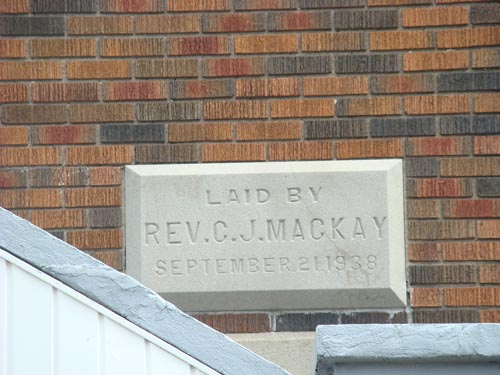 LAID BY
REV. C. J. MACKAY
SEPTEMBER 21, 1938